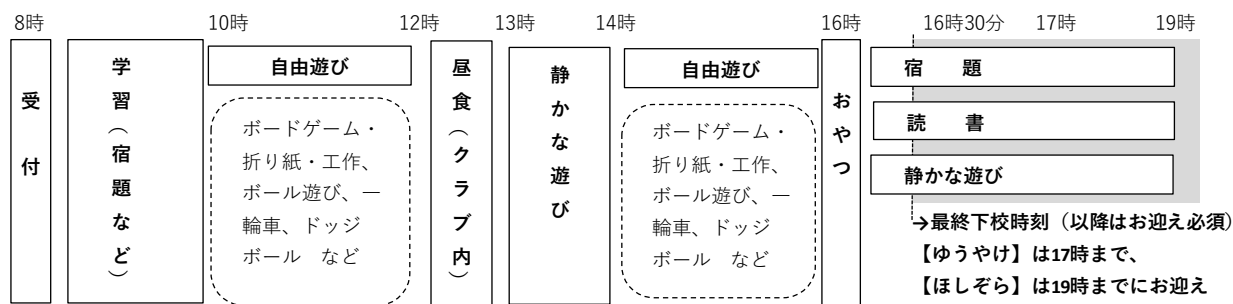 8時 10時 12時 13時 14時 16時 16時30分 17時 19時
受付
学習（宿題など）
自由遊び
ボードゲーム・
折り紙・工作、
ボール遊び、一
輪車、ドッジ
ボール　など
昼食（クラブ内）
静かな遊び
自由遊び
ボードゲーム・
折り紙・工作、
ボール遊び、一
輪車、ドッジ
ボール　など
おやつ
宿　題
読　書
静かな遊び
→最終下校時刻（以降はお迎え必須）
【ゆうやけ】は17時まで、
【ほしぞら】は19時までにお迎え